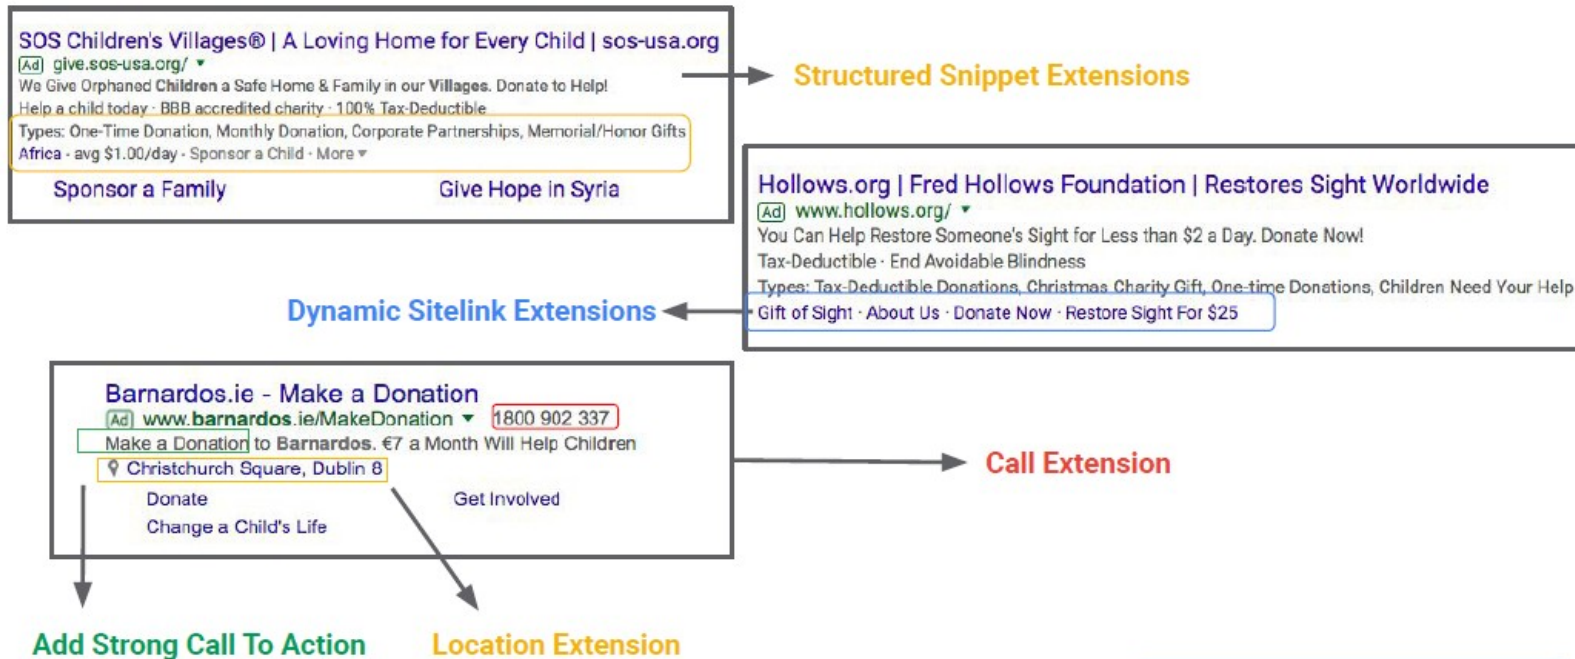 SOS Children's Villages® | A Loving Home for Every Child | sos-usa.org
Ad give.sos-usa.org/
We Give Orphaned Children a Safe Home & Family in our Villages. Donate to Help!
Help a child today · BBB accredited charity · 100% Tax-Deductible
Types: One-Time Donation, Monthly Donation, Corporate Partnerships, Memorial/Honor Gifts
Africa - avg $1.00/day - Sponsor a Child · More
Sponsor a Family
Give Hope in Syria
Structured Snippet Extensions
Hollows.org | Fred Hollows Foundation | Restores Sight Worldwide
Ad www.hollows.org/
You Can Help Restore Someone's Sight for Less than $2 a Day. Donate Now!
Tax-Deductible · End Avoidable Blindness
Types: Tax-Deductible Donations, Christmas Charity Gift, One-time Donations, Children Need Your Help
Gift of Sight · About Us · Donate Now · Restore Sight For $25
Dynamic Sitelink Extensions
Barnardos.ie - Make a Donation
Ad www.barnardos.ie/MakeDonation 1800 902 337
Make a Donation to Barnardos. €7 a Month Will Help Children
Christchurch Square, Dublin 8
Donate
Get Involved
Change a Child's Life
Call Extension
Add Strong Call To Action
Location Extension